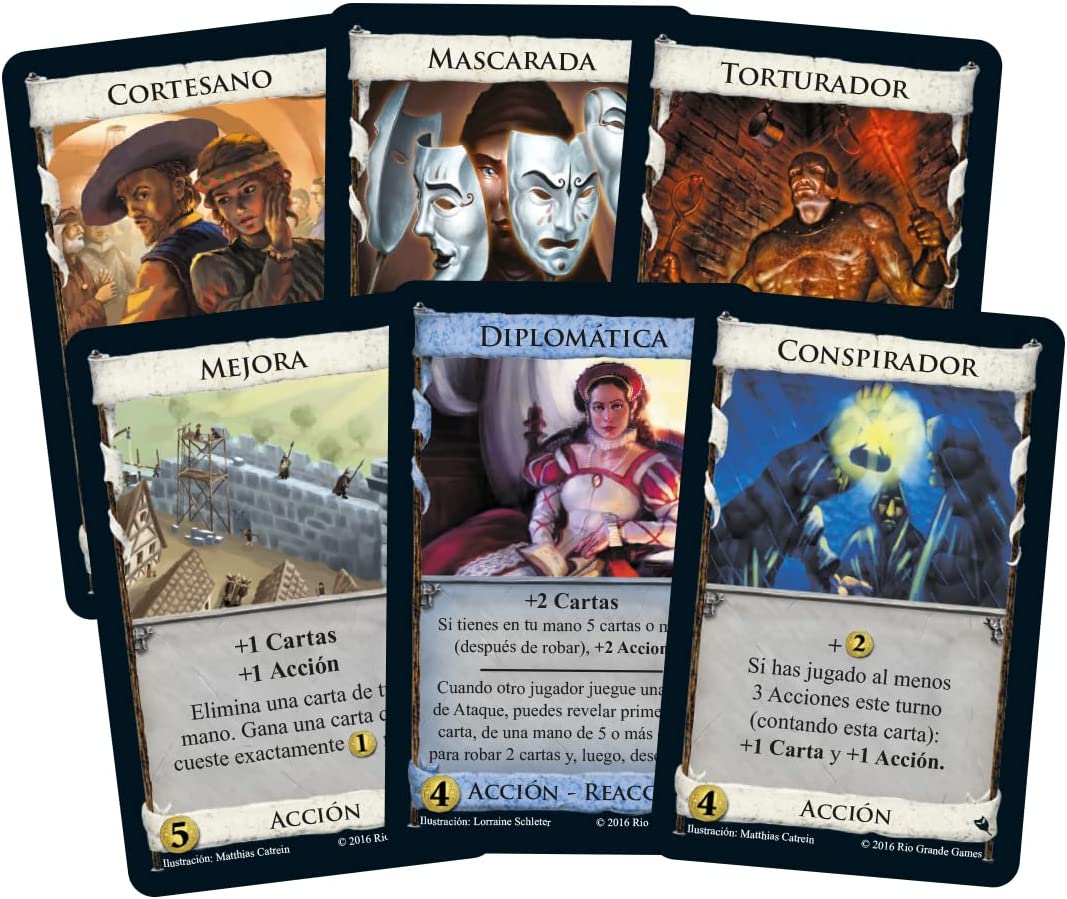 CORTESANO
MASCARADA
TORTURADOR
MEJORA
+1 Cartas
+1 Acción
Elimina una carta de
mano. Gana una carta
cueste exactamente 1
5
ACCIÓN
Ilustración: Matthias Catrein
© 2016 Rio
DIPLOMÁTICA
+2 Cartas
Si tienes en tu mano 5 cartas o
(después de robar), +2
Cuando otro jugador juegue una
de Ataque, puedes revelar
carta, de una mano de 5 o más
para robar 2 cartas y, luego,
4
ACCIÓN -
Ilustración: Lorraine Schleter
© 2016 Rio
CONSPIRADOR
+ 2
Si has jugado al menos
3 Acciones este turno
(contando esta carta):
+1 Carta y +1 Acción.
4
ACCIÓN
Ilustración: Matthias Catrein
© 2016 Rio Grande Games